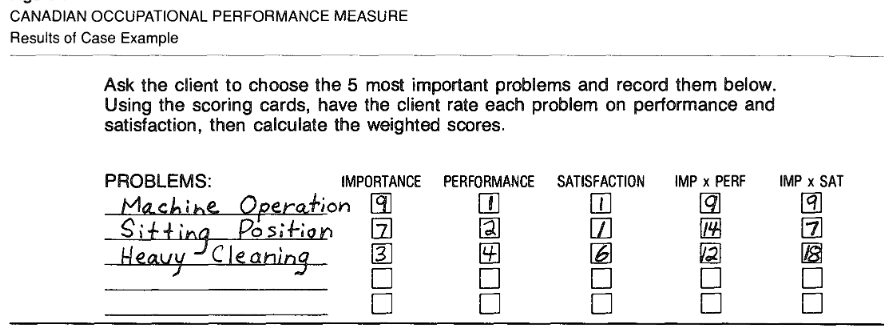 CANADIAN OCCUPATIONAL PERFORMANCE MEASURE
Results of Case Example
Ask the client to choose the 5 most important problems and record them below.
Using the scoring cards, have the client rate each problem on performance and
satisfaction, then calculate the weighted scores.
PROBLEMS: IMPORTANCE PERFORMANCE SATISFACTION IMP x PERF IMP x SAT
Machine Operation 9 1 1 9 9
Sitting Position 7 2 1 14 7
Heavy Cleaning 3 4 6 12 18